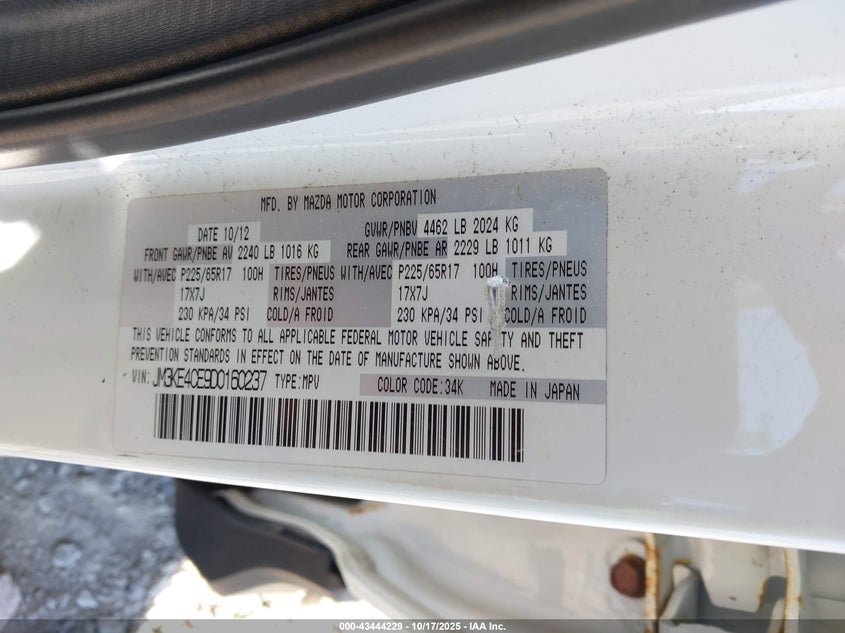 MFD. BY MAZDA MOTOR CORPORATION
DATE 10/12 GVWR/PNBV 4462 LB 2024 KG
FRONT GAWR/PNBE AV 2240 LB 1016 KG REAR GAWR/PNBE AR 2229 LB 1011 KG
WITH/AVEC P225/65R17 100H TIRES/PNEUS WITH/AVEC P225/65R17 100H TIRES/PNEUS
17X7J RIMS/JANTES 17X7J RIMS/JANTES
230 KPA/34 PSI COLD/A FROID 230 KPA/34 PSI COLD/A FROID
THIS VEHICLE CONFORMS TO ALL APPLICABLE FEDERAL MOTOR VEHICLE SAFETY AND THEFT
PREVENTION STANDARDS IN EFFECT ON THE DATE OF MANUFACTURE SHOWN ABOVE.
VIN: JM3KE4CE9D0160237 TYPE:MPV COLOR CODE:34K MADE IN JAPAN
000-43444229 - 10/17/2025 - IAA Inc.